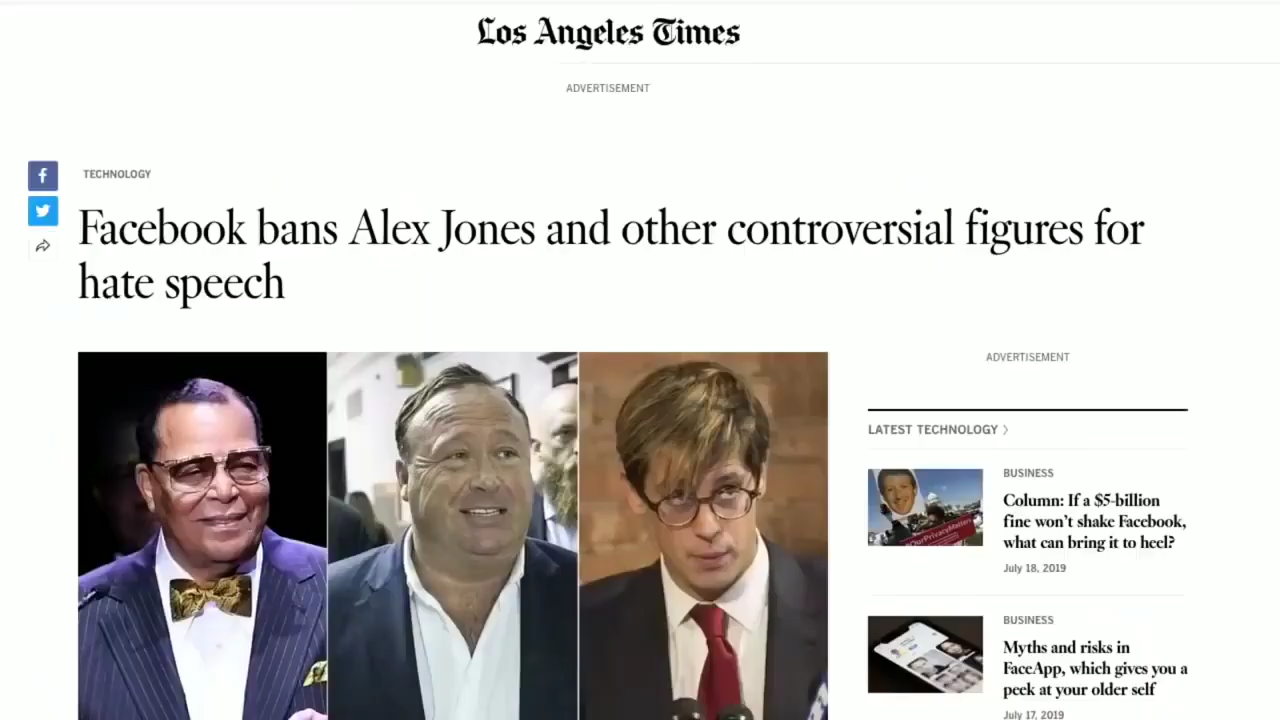 Los Angeles Times
ADVERTISEMENT
TECHNOLOGY
Facebook bans Alex Jones and other controversial figures for
hate speech
ADVERTISEMENT
LATEST TECHNOLOGY
BUSINESS
Column: If a $5-billion
fine won't shake Facebook,
what can bring it to heel?
July 18, 2019
#OurPrivacyMatters
BUSINESS
Myths and risks in
FaceApp, which gives you a
peek at your older self
July 17, 2019